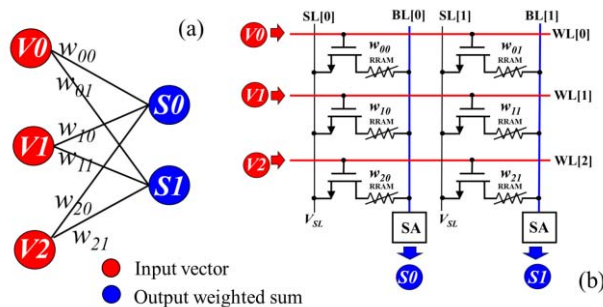 (a)
V0
w00
w01
S0
V1
w10
w11
S1
V2
w20
w21
Input vector
Output weighted sum
SL[0] BL[0] SL[1] BL[1]
V0 WL[0]
w00 w01
RRAM RRAM
V1 WL[1]
w10 w11
RRAM RRAM
V2 WL[2]
w20 w21
RRAM RRAM
VSL VSL
SA SA
S0 S1
(b)